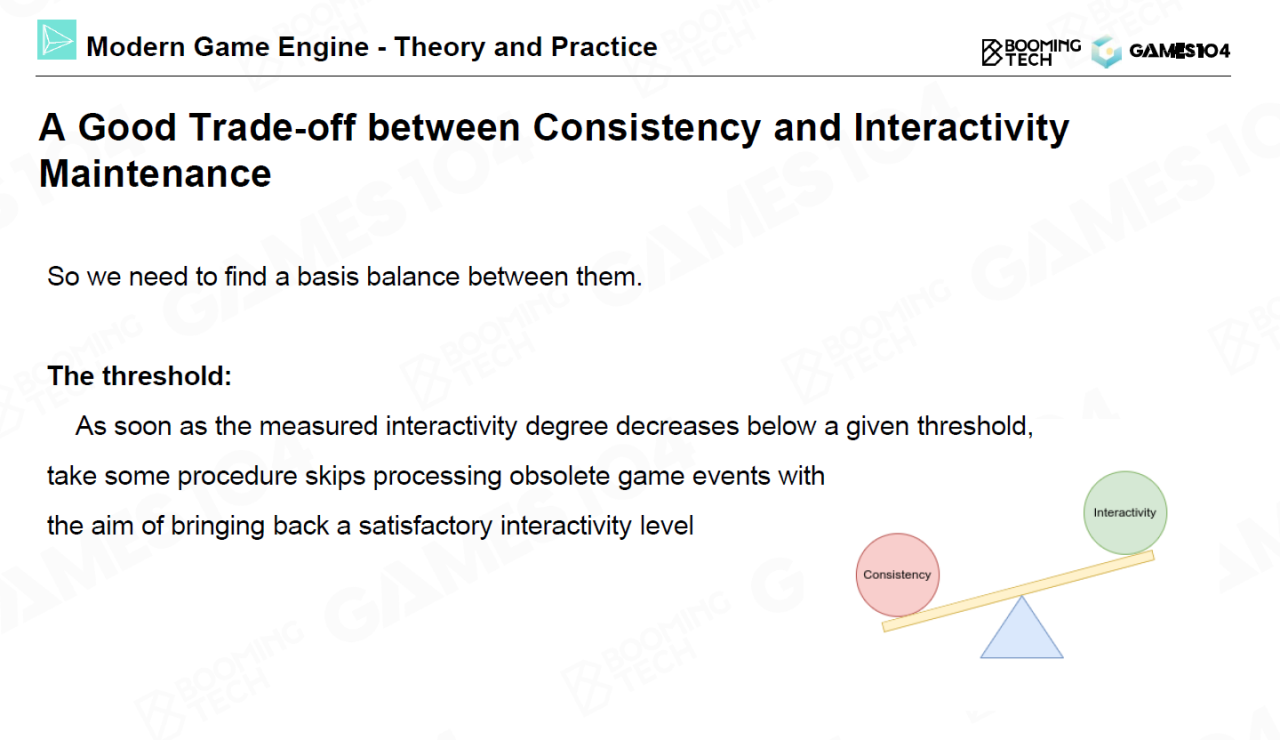 Modern Game Engine - Theory and Practice
BOOMING
TECH
GAMES104
A Good Trade-off between Consistency and Interactivity
Maintenance
So we need to find a basis balance between them.
The threshold:
As soon as the measured interactivity degree decreases below a given threshold,
take some procedure skips processing obsolete game events with
the aim of bringing back a satisfactory interactivity level
Interactivity
Consistency